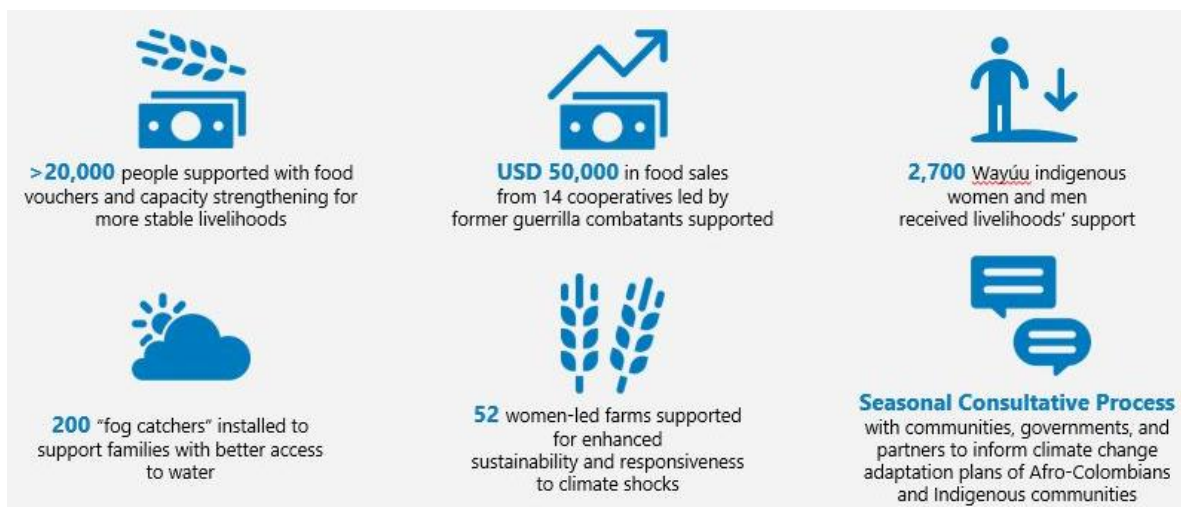 >20,000 people supported with food
vouchers and capacity strengthening for
more stable livelihoods
USD 50,000 in food sales
from 14 cooperatives led by
former guerrilla combatants supported
2,700 Wayúu indigenous
women and men
received livelihoods' support
200 "fog catchers" installed to
support families with better access
to water
52 women-led farms supported
for enhanced
sustainability and responsiveness
to climate shocks
Seasonal Consultative Process
with communities, governments, and
partners to inform climate change
adaptation plans of Afro-Colombians
and Indigenous communities